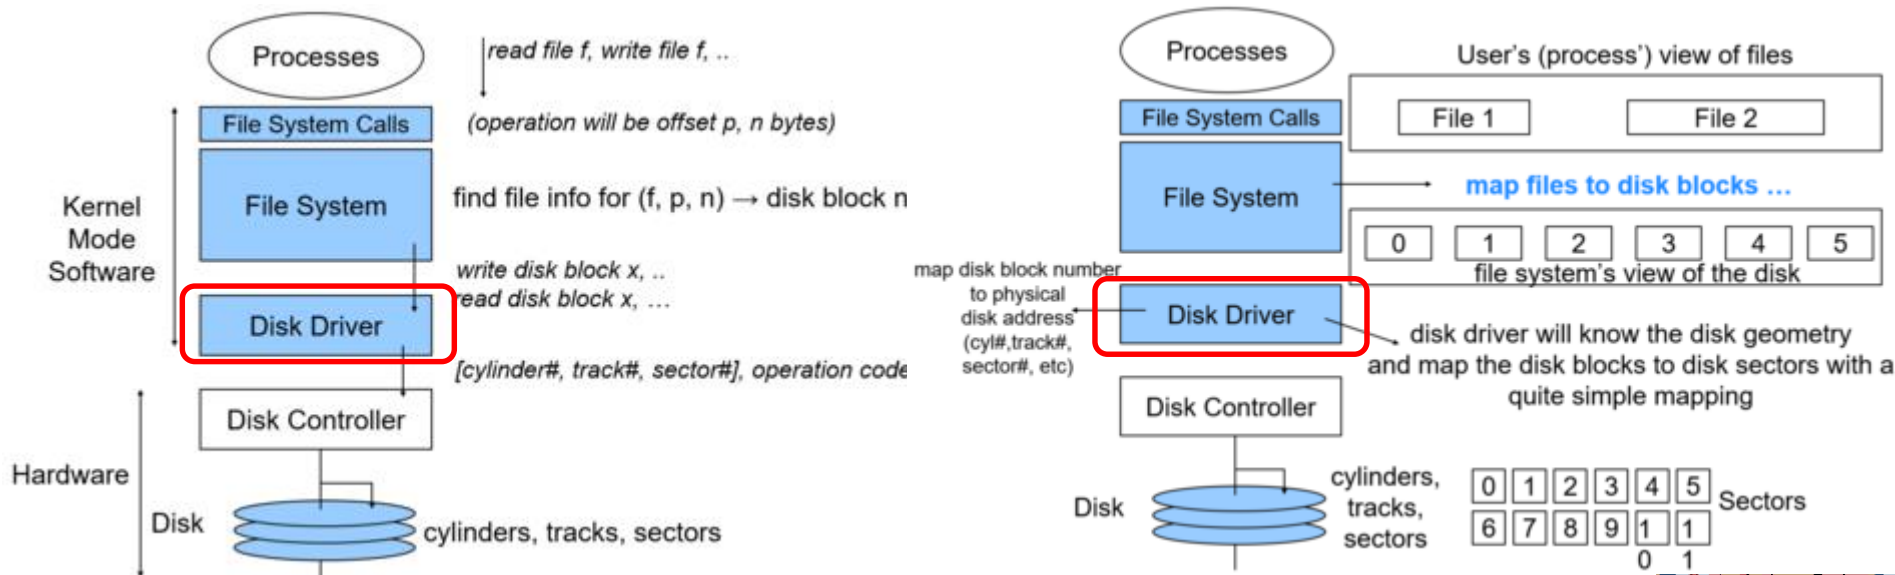 Processes
read file f, write file f, ..
File System Calls
(operation will be offset p, n bytes)
Kernel
Mode
Software
File System
find file info for (f, p, n) → disk block n
write disk block x, ..
read disk block x, …
Disk Driver
[cylinder#, track#, sector#], operation code
Hardware
Disk Controller
Disk
cylinders, tracks, sectors
Processes
User's (process') view of files
File System Calls
File 1
File 2
File System
map files to disk blocks …
0 1 2 3 4 5
file system's view of the disk
map disk block number
to physical
disk address
(cyl#,track#,
sector#, etc)
Disk Driver
disk driver will know the disk geometry
and map the disk blocks to disk sectors with a
quite simple mapping
Disk Controller
Disk
cylinders,
tracks,
sectors
0 1 2 3 4 5
Sectors
6 7 8 9 1 1
0 1